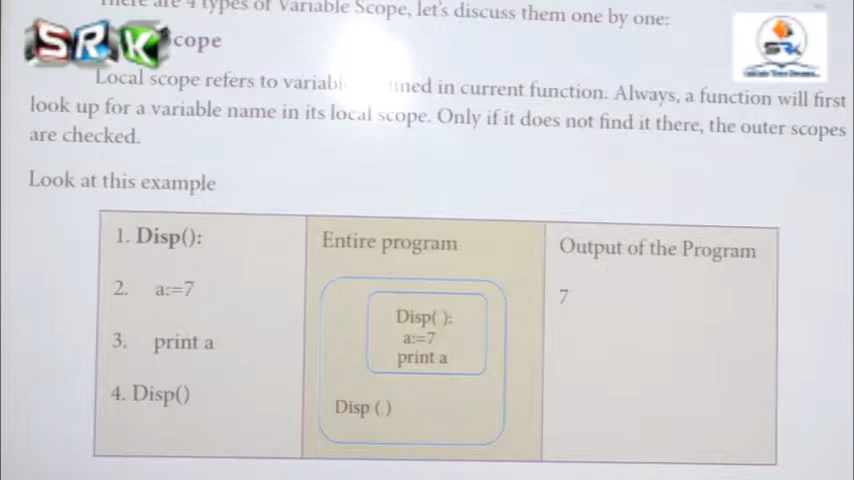 There are 4 types of Variable Scope, let's discuss them one by one:
SRK
cope
SRK
Local scope refers to variabl ned in current function. Always, a function will first
look up for a variable name in its local scope. Only if it does not find it there, the outer scopes
are checked.
Look at this example
1. Disp():
2. a:=7
3. print a
4. Disp()
Entire program
Disp( ):
a:=7
print a
Disp ( )
Output of the Program
7